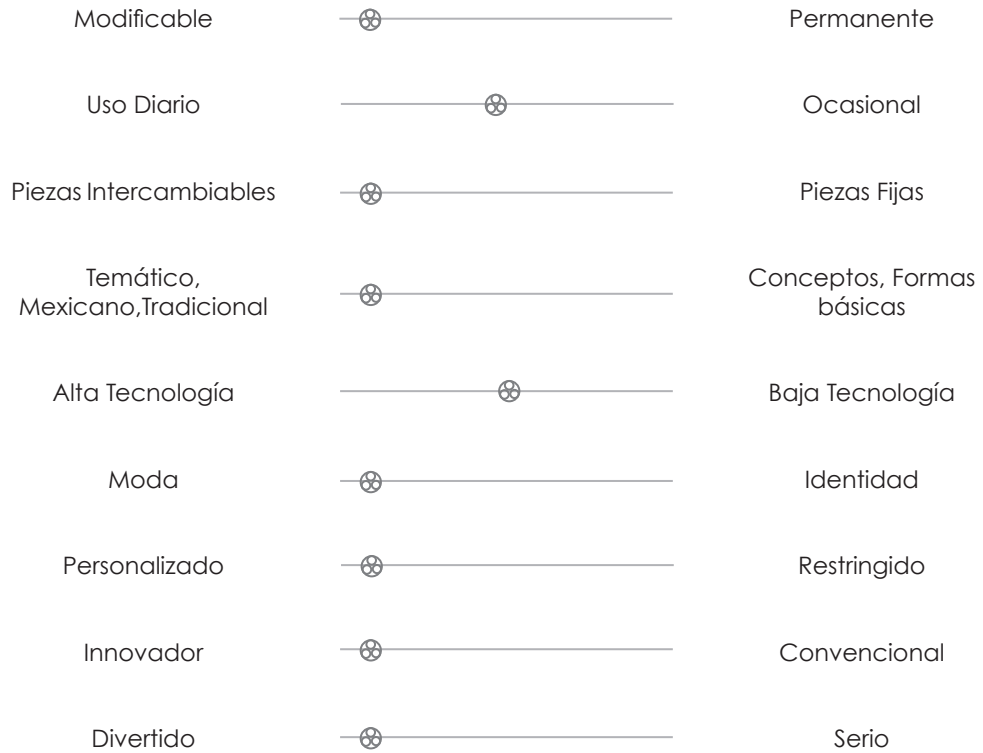 Modificable Permanente
Uso Diario Ocasional
Piezas Intercambiables Piezas Fijas
Temático,
Mexicano,Tradicional
Conceptos, Formas
básicas
Alta Tecnología Baja Tecnología
Moda Identidad
Personalizado Restringido
Innovador Convencional
Divertido Serio